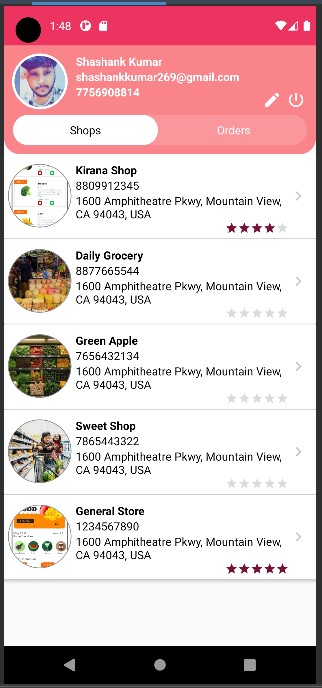 1:48
Shashank Kumar
shashankkumar269@gmail.com
7756908814
Shops
Orders
Kirana Shop
8809912345
1600 Amphitheatre Pkwy, Mountain View,
CA 94043, USA
Daily Grocery
8877665544
1600 Amphitheatre Pkwy, Mountain View,
CA 94043, USA
Green Apple
7656432134
1600 Amphitheatre Pkwy, Mountain View,
CA 94043, USA
Sweet Shop
7865443322
1600 Amphitheatre Pkwy, Mountain View,
CA 94043, USA
General Store
1234567890
1600 Amphitheatre Pkwy, Mountain View,
CA 94043, USA